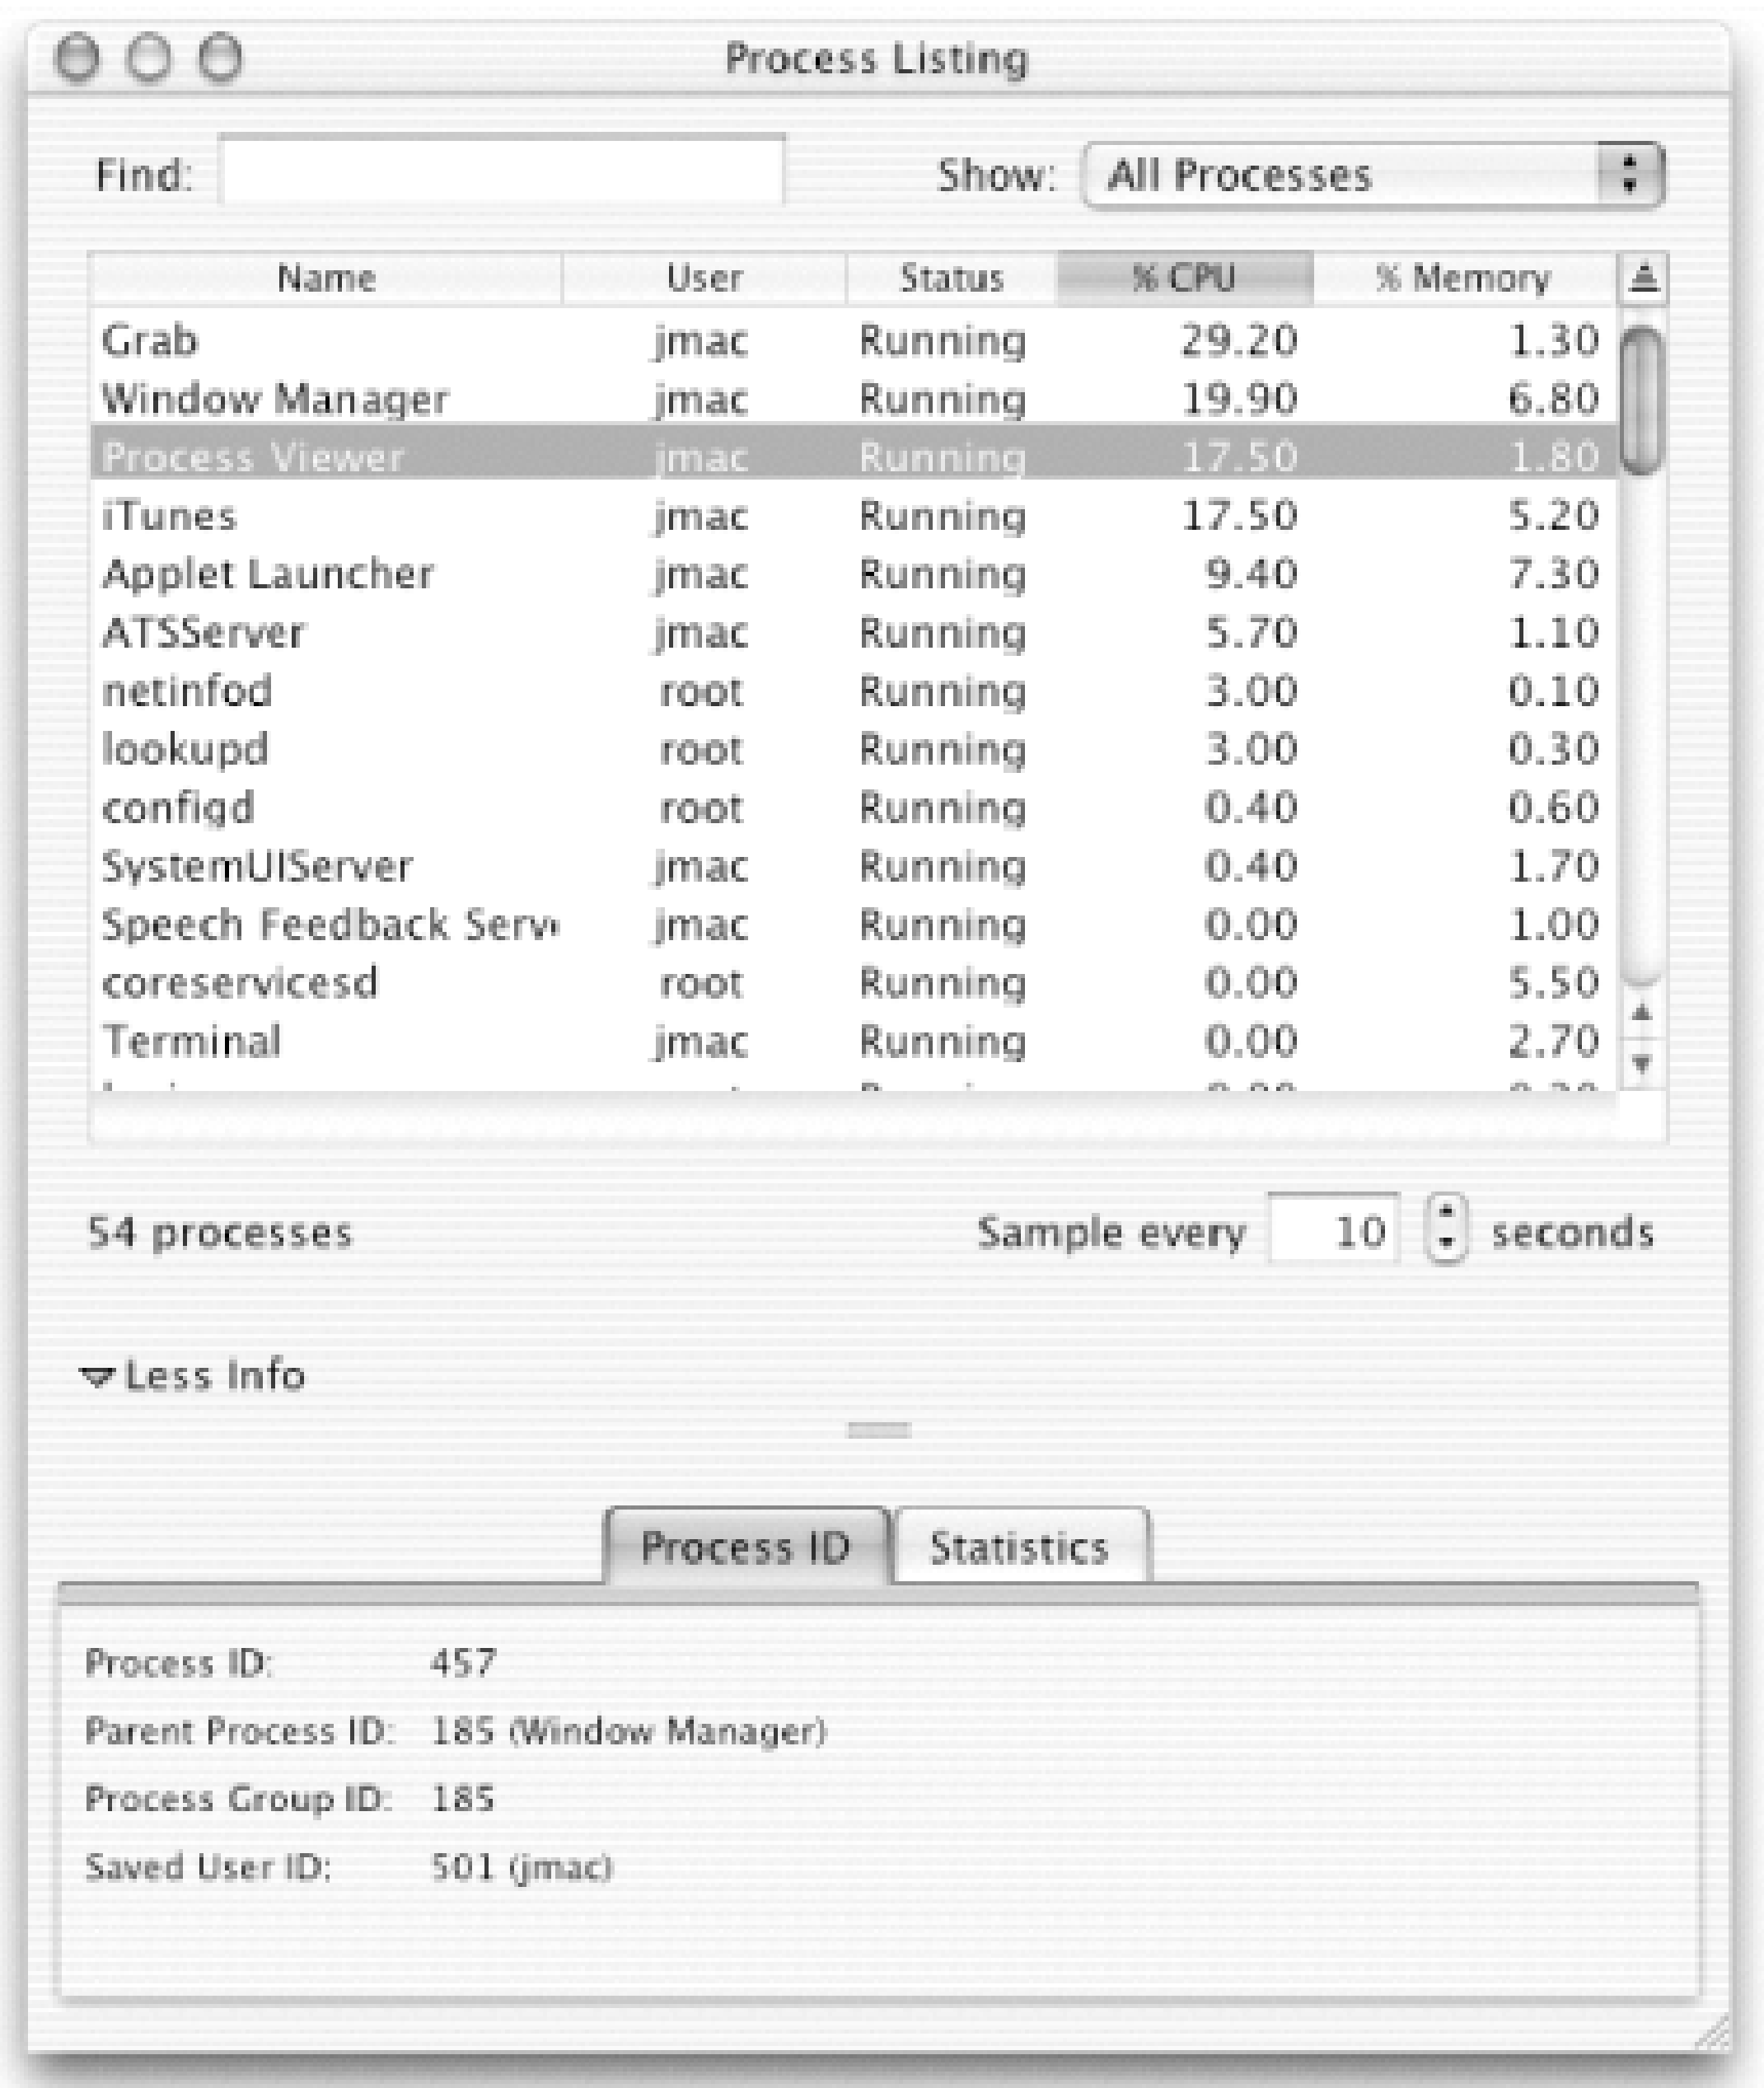 Process Listing
Find: Show: All Processes
Name User Status % CPU % Memory
Grab jmac Running 29.20 1.30
Window Manager jmac Running 19.90 6.80
Process Viewer jmac Running 17.50 1.80
iTunes jmac Running 17.50 5.20
Applet Launcher jmac Running 9.40 7.30
ATSServer jmac Running 5.70 1.10
netinfod root Running 3.00 0.10
lookupd root Running 3.00 0.30
configd root Running 0.40 0.60
SystemUIServer jmac Running 0.40 1.70
Speech Feedback Serv jmac Running 0.00 1.00
coreservicesd root Running 0.00 5.50
Terminal jmac Running 0.00 2.70
54 processes Sample every 10 seconds
Less Info
Process ID Statistics
Process ID: 457
Parent Process ID: 185 (Window Manager)
Process Group ID: 185
Saved User ID: 501 (jmac)